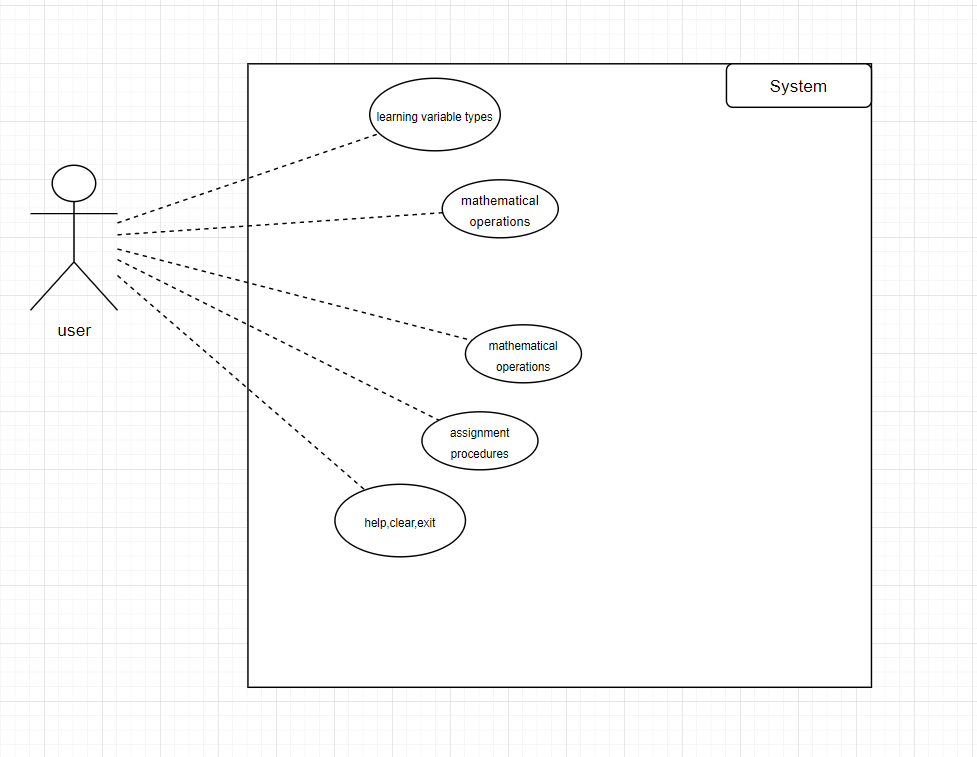 System
learning variable types
mathematical
operations
user
mathematical
operations
assignment
procedures
help,clear,exit